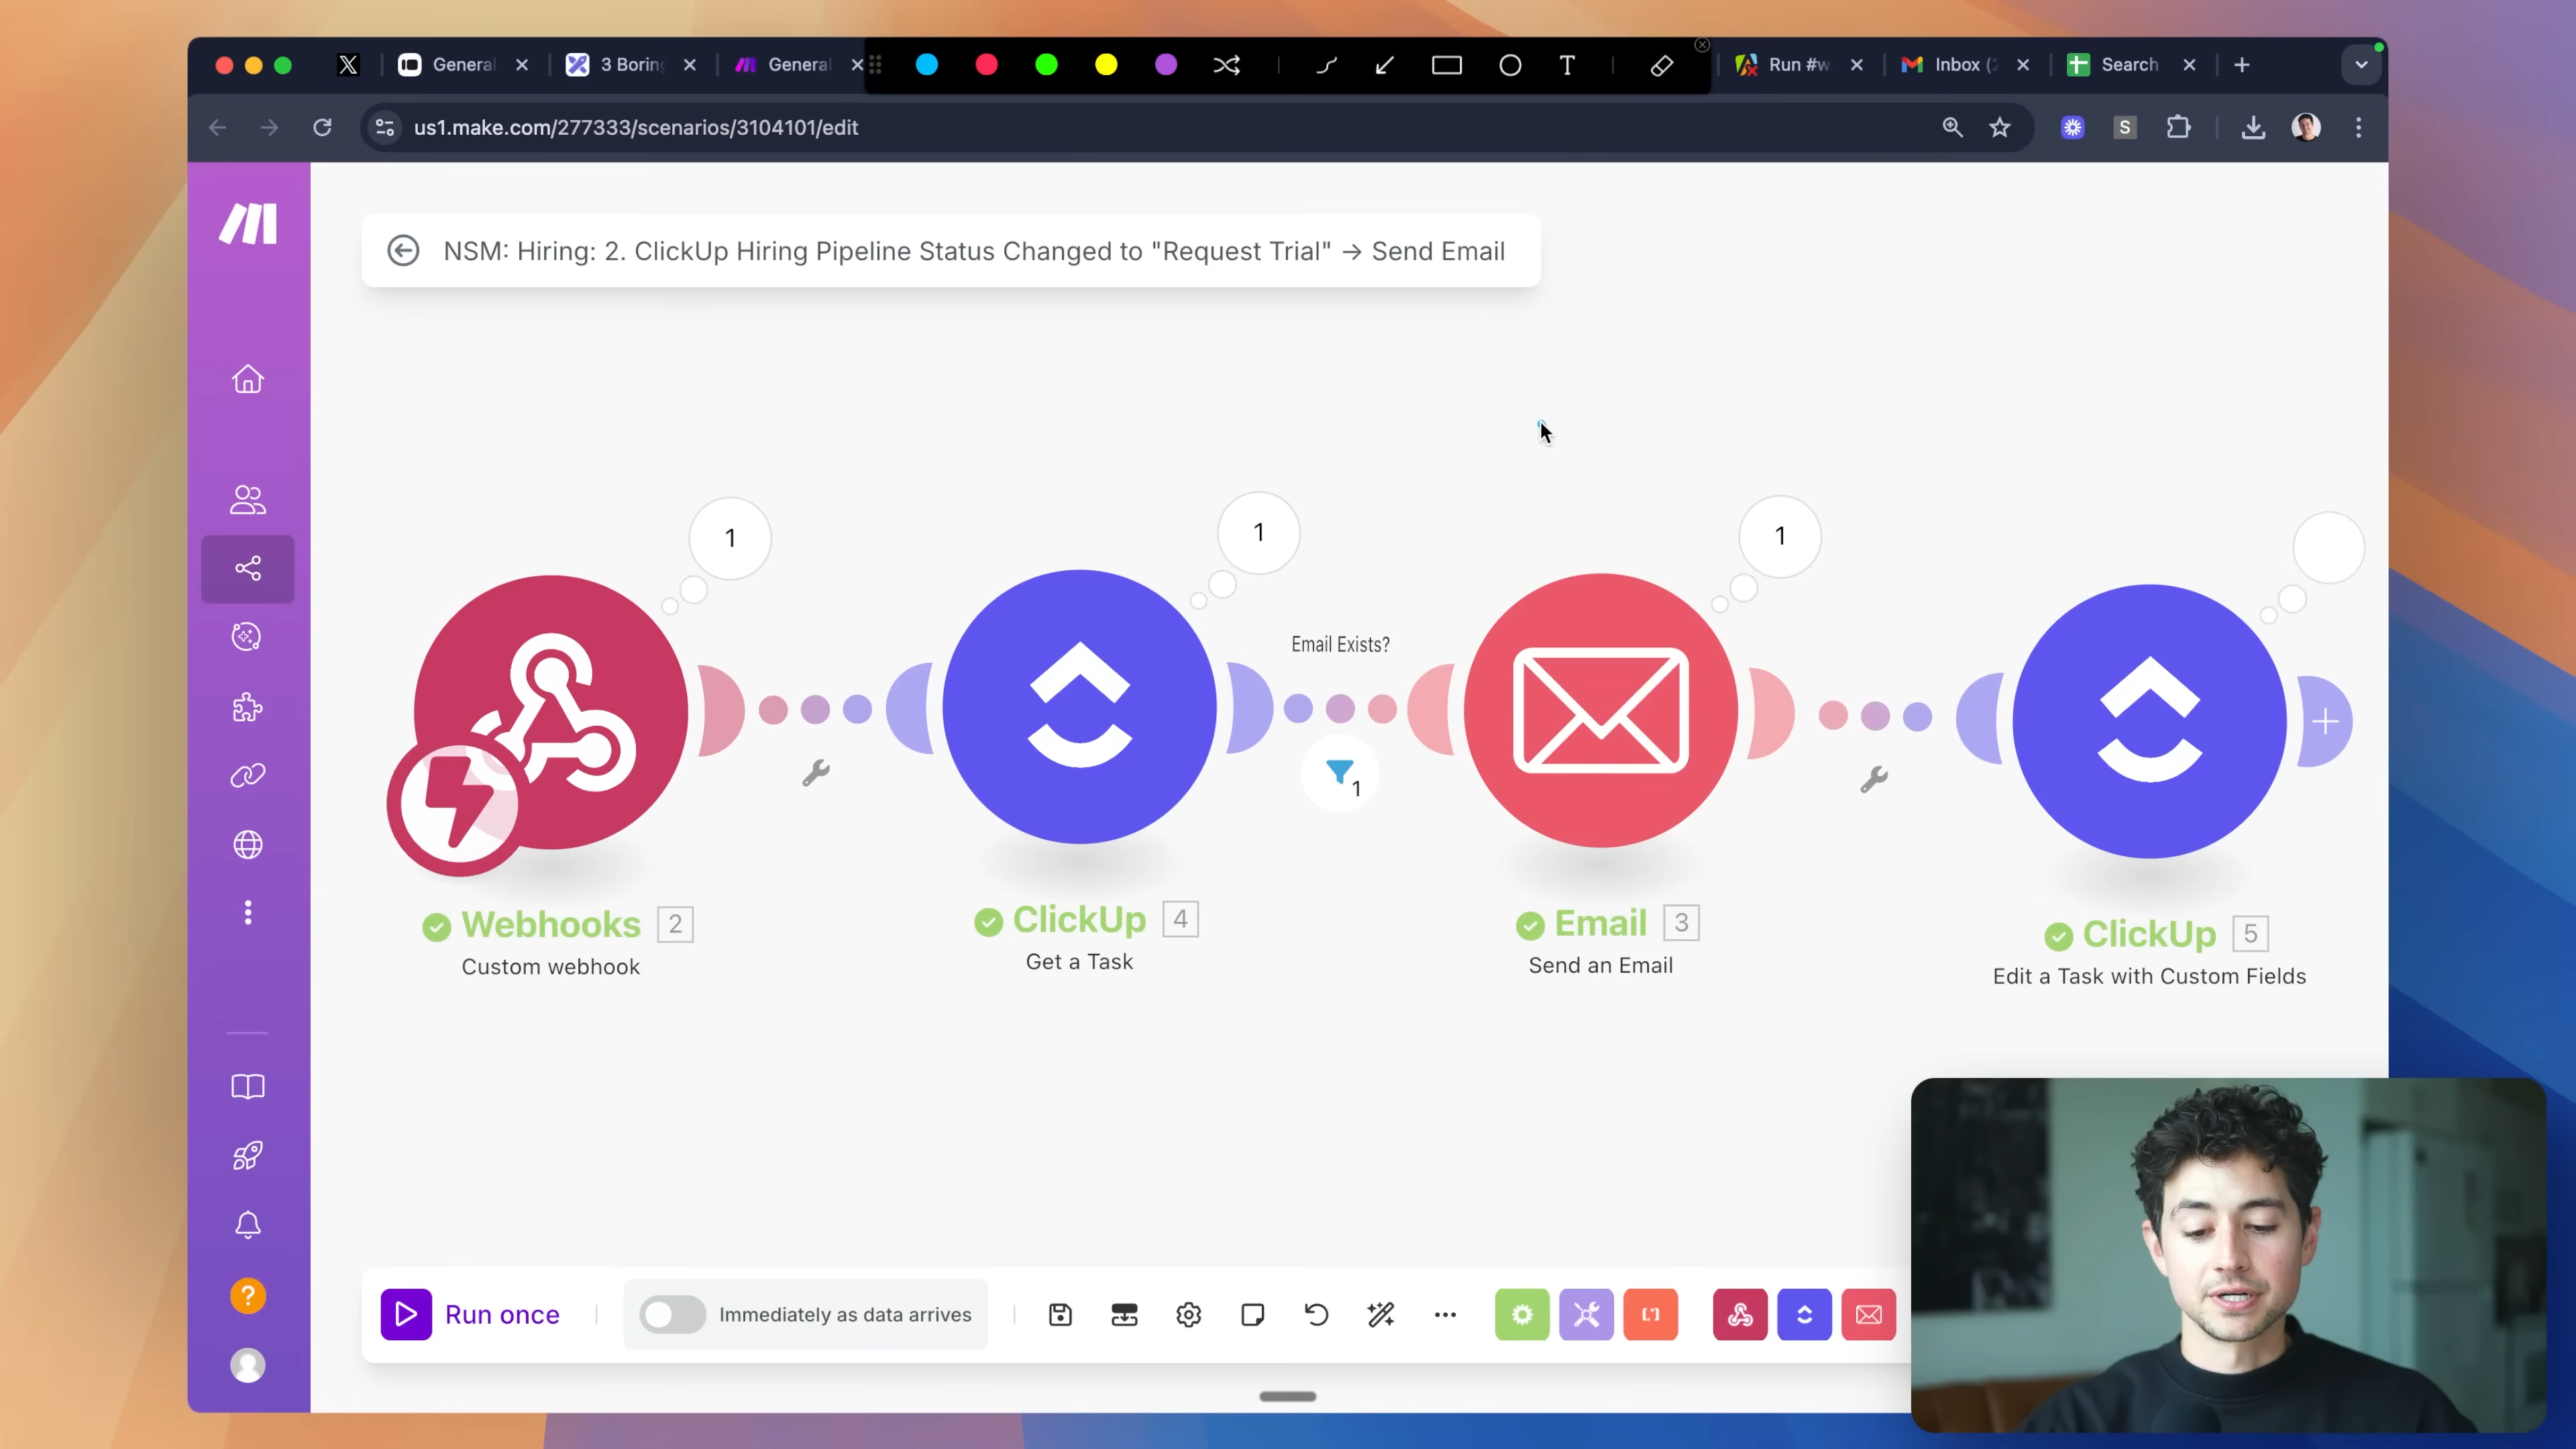 General
3 Boring
General
T
Run #w
Inbox (2
Search
us1.make.com/277333/scenarios/3104101/edit
S
NSM: Hiring: 2. ClickUp Hiring Pipeline Status Changed to "Request Trial" → Send Email
1
1
1
Email Exists?
1
Webhooks 2
Custom webhook
ClickUp 4
Get a Task
Email 3
Send an Email
ClickUp 5
Edit a Task with Custom Fields
?
Run once
Immediately as data arrives